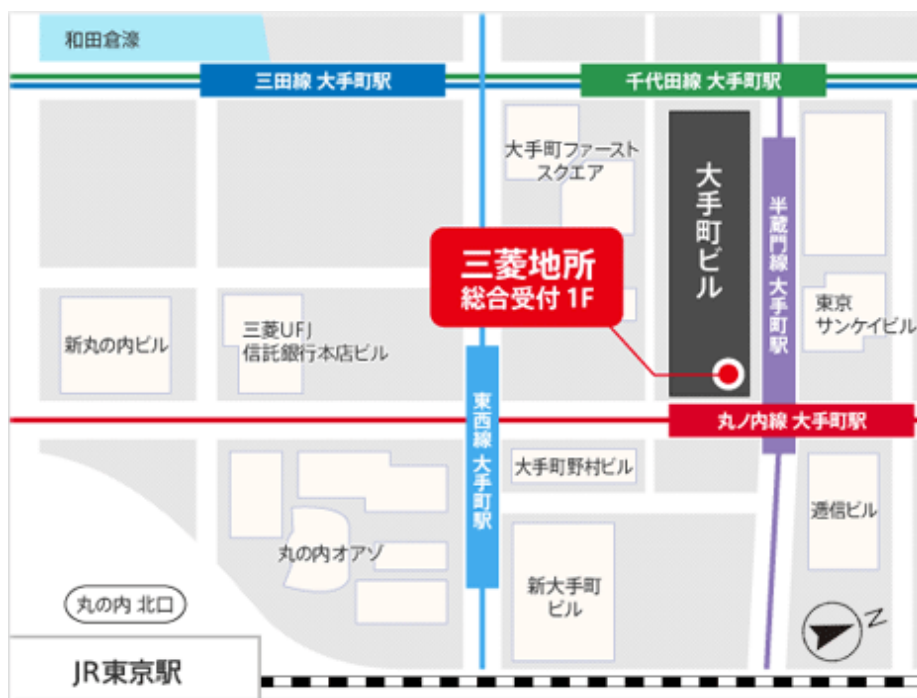 和田倉濠
三田線 大手町駅
千代田線 大手町駅
大手町ファースト
スクエア
大手町ビル
半蔵門線 大手町駅
三菱地所
総合受付 1F
東京
サンケイビル
新丸の内ビル
三菱UFJ
信託銀行本店ビル
東西線 大手町駅
丸ノ内線 大手町駅
大手町野村ビル
逓信ビル
丸の内オアゾ
新大手町
ビル
丸の内 北口
N
JR東京駅